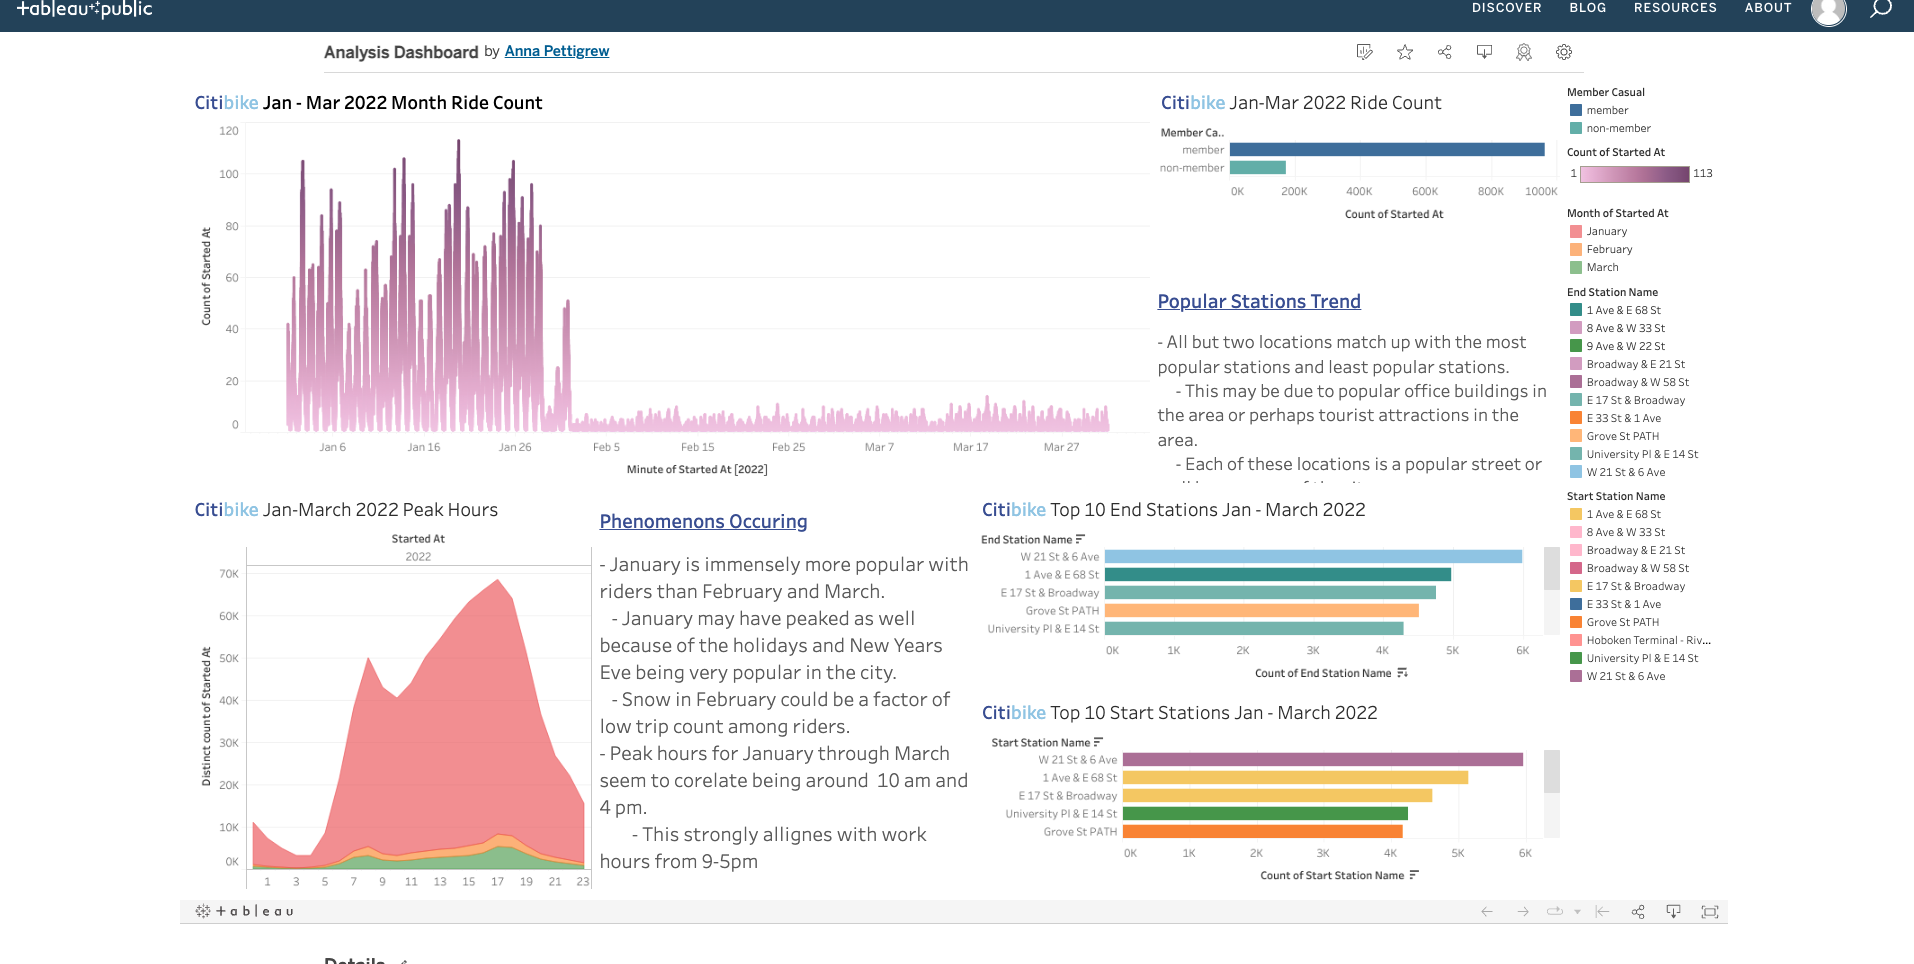 +ableau+public
DISCOVER BLOG RESOURCES ABOUT
Analysis Dashboard by Anna Pettigrew
Citibike Jan - Mar 2022 Month Ride Count
120
100
80
60
40
20
0
Count of Started At
Jan 6 Jan 16 Jan 26 Feb 5 Feb 15 Feb 25 Mar 7 Mar 17 Mar 27
Minute of Started At [2022]
Citibike Jan-Mar 2022 Ride Count
Member Ca..
member
non-member
0K 200K 400K 600K 800K 1000K
Count of Started At
Popular Stations Trend
- All but two locations match up with the most
popular stations and least popular stations.
- This may be due to popular office buildings in
the area or perhaps tourist attractions in the
area.
- Each of these locations is a popular street or
Member Casual
member
non-member
Count of Started At
1 113
Month of Started At
January
February
March
End Station Name
1 Ave & E 68 St
8 Ave & W 33 St
9 Ave & W 22 St
Broadway & E 21 St
Broadway & W 58 St
E 17 St & Broadway
E 33 St & 1 Ave
Grove St PATH
University Pl & E 14 St
W 21 St & 6 Ave
Start Station Name
1 Ave & E 68 St
8 Ave & W 33 St
Broadway & E 21 St
Broadway & W 58 St
E 17 St & Broadway
E 33 St & 1 Ave
Grove St PATH
Hoboken Terminal - Riv...
University Pl & E 14 St
W 21 St & 6 Ave
Citibike Jan-March 2022 Peak Hours
Started At
2022
70K
60K
50K
40K
30K
20K
10K
0K
Distinct count of Started At
1 3 5 7 9 11 13 15 17 19 21 23
Phenomenons Occuring
- January is immensely more popular with
riders than February and March.
- January may have peaked as well
because of the holidays and New Years
Eve being very popular in the city.
- Snow in February could be a factor of
low trip count among riders.
- Peak hours for January through March
seem to corelate being around 10 am and
4 pm.
- This strongly allignes with work
hours from 9-5pm
Citibike Top 10 End Stations Jan - March 2022
End Station Name
W 21 St & 6 Ave
1 Ave & E 68 St
E 17 St & Broadway
Grove St PATH
University Pl & E 14 St
0K 1K 2K 3K 4K 5K 6K
Count of End Station Name
Citibike Top 10 Start Stations Jan - March 2022
Start Station Name
W 21 St & 6 Ave
1 Ave & E 68 St
E 17 St & Broadway
University Pl & E 14 St
Grove St PATH
0K 1K 2K 3K 4K 5K 6K
Count of Start Station Name
+ableau
Details